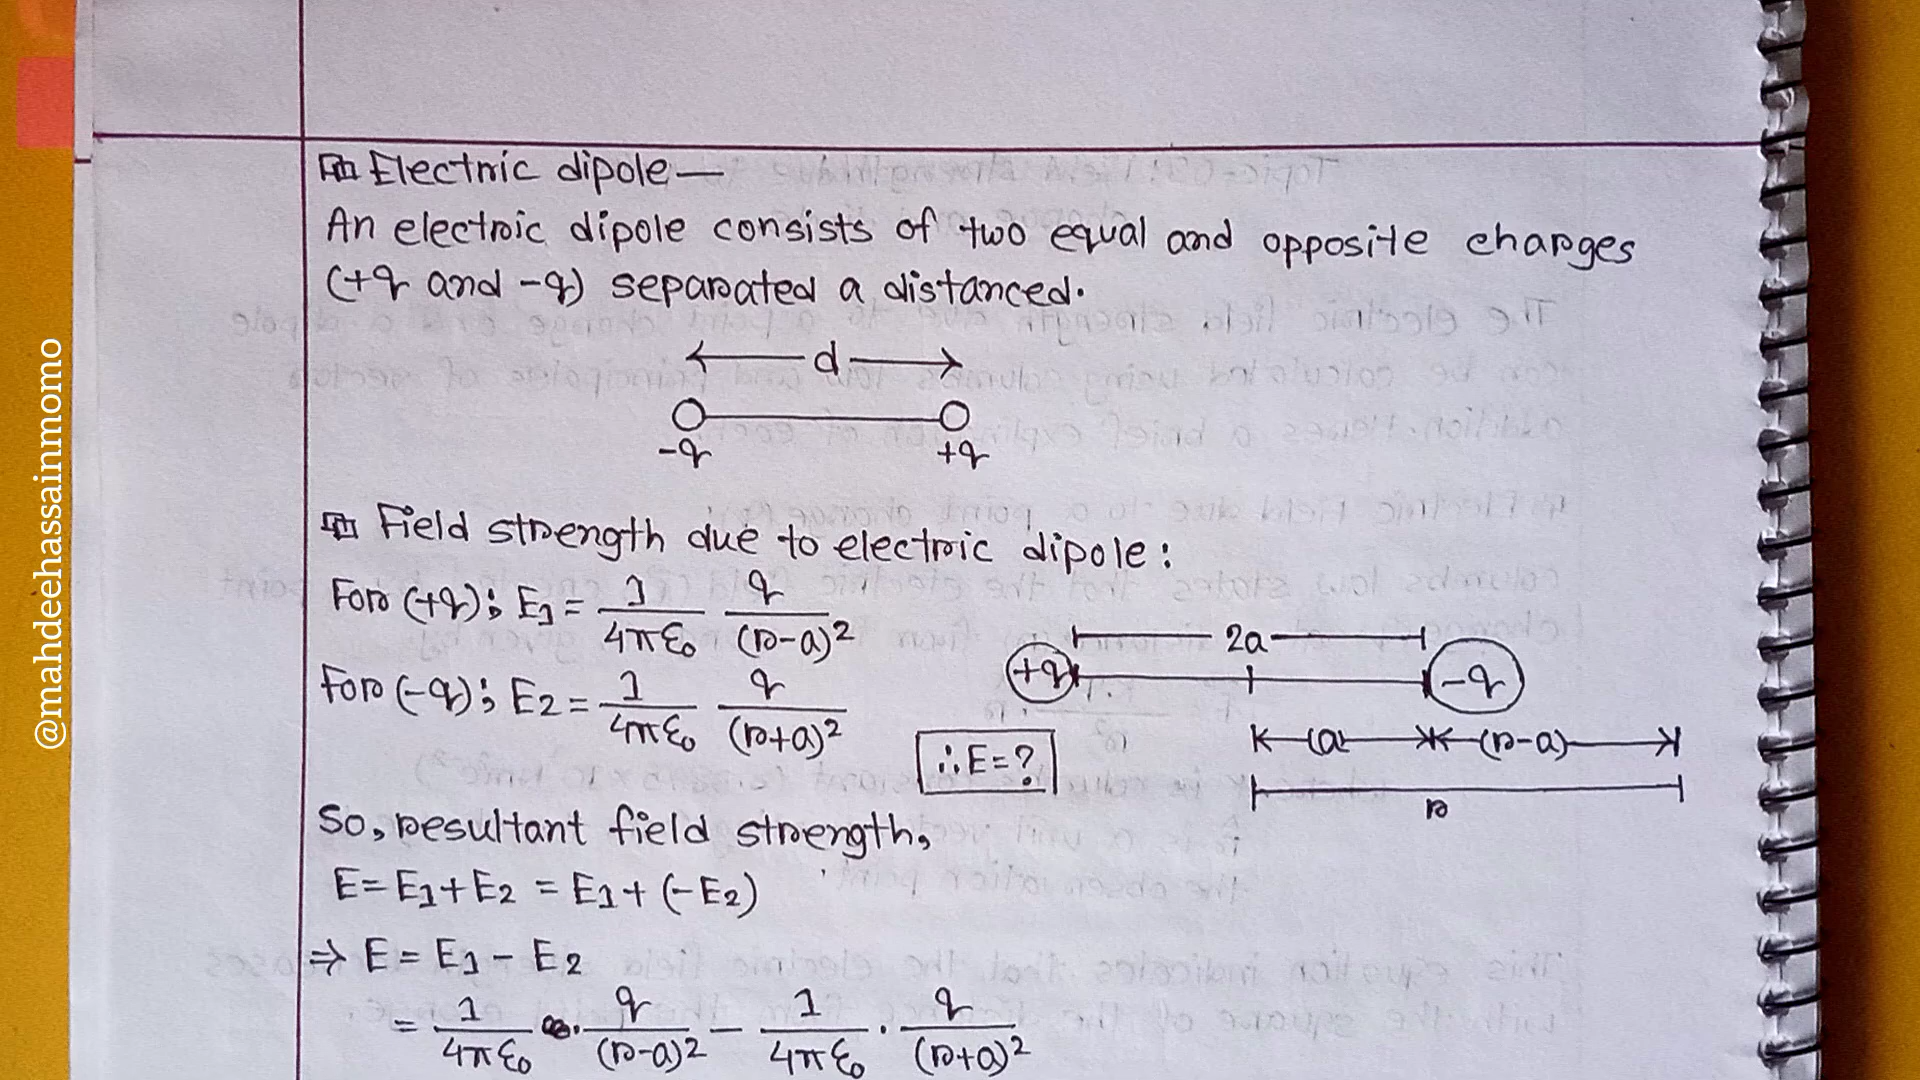 Electric dipole—
An electric dipole consists of two equal and opposite charges
(+q and -q) separated a distanced.
d
-q +q
Field strength due to electric dipole:
For (+q); E₁ = 1/4πε₀ q/(r-a)²
2a
+q -q
For (-q); E₂ = 1/4πε₀ q/(r+a)²
a (r-a)
∴ E = ?
r
So, resultant field strength,
E = E₁ + E₂ = E₁ + (-E₂)
⇒ E = E₁ - E₂
= 1/4πε₀ · q/(r-a)² - 1/4πε₀ · q/(r+a)²
@mahdeehassainmomo